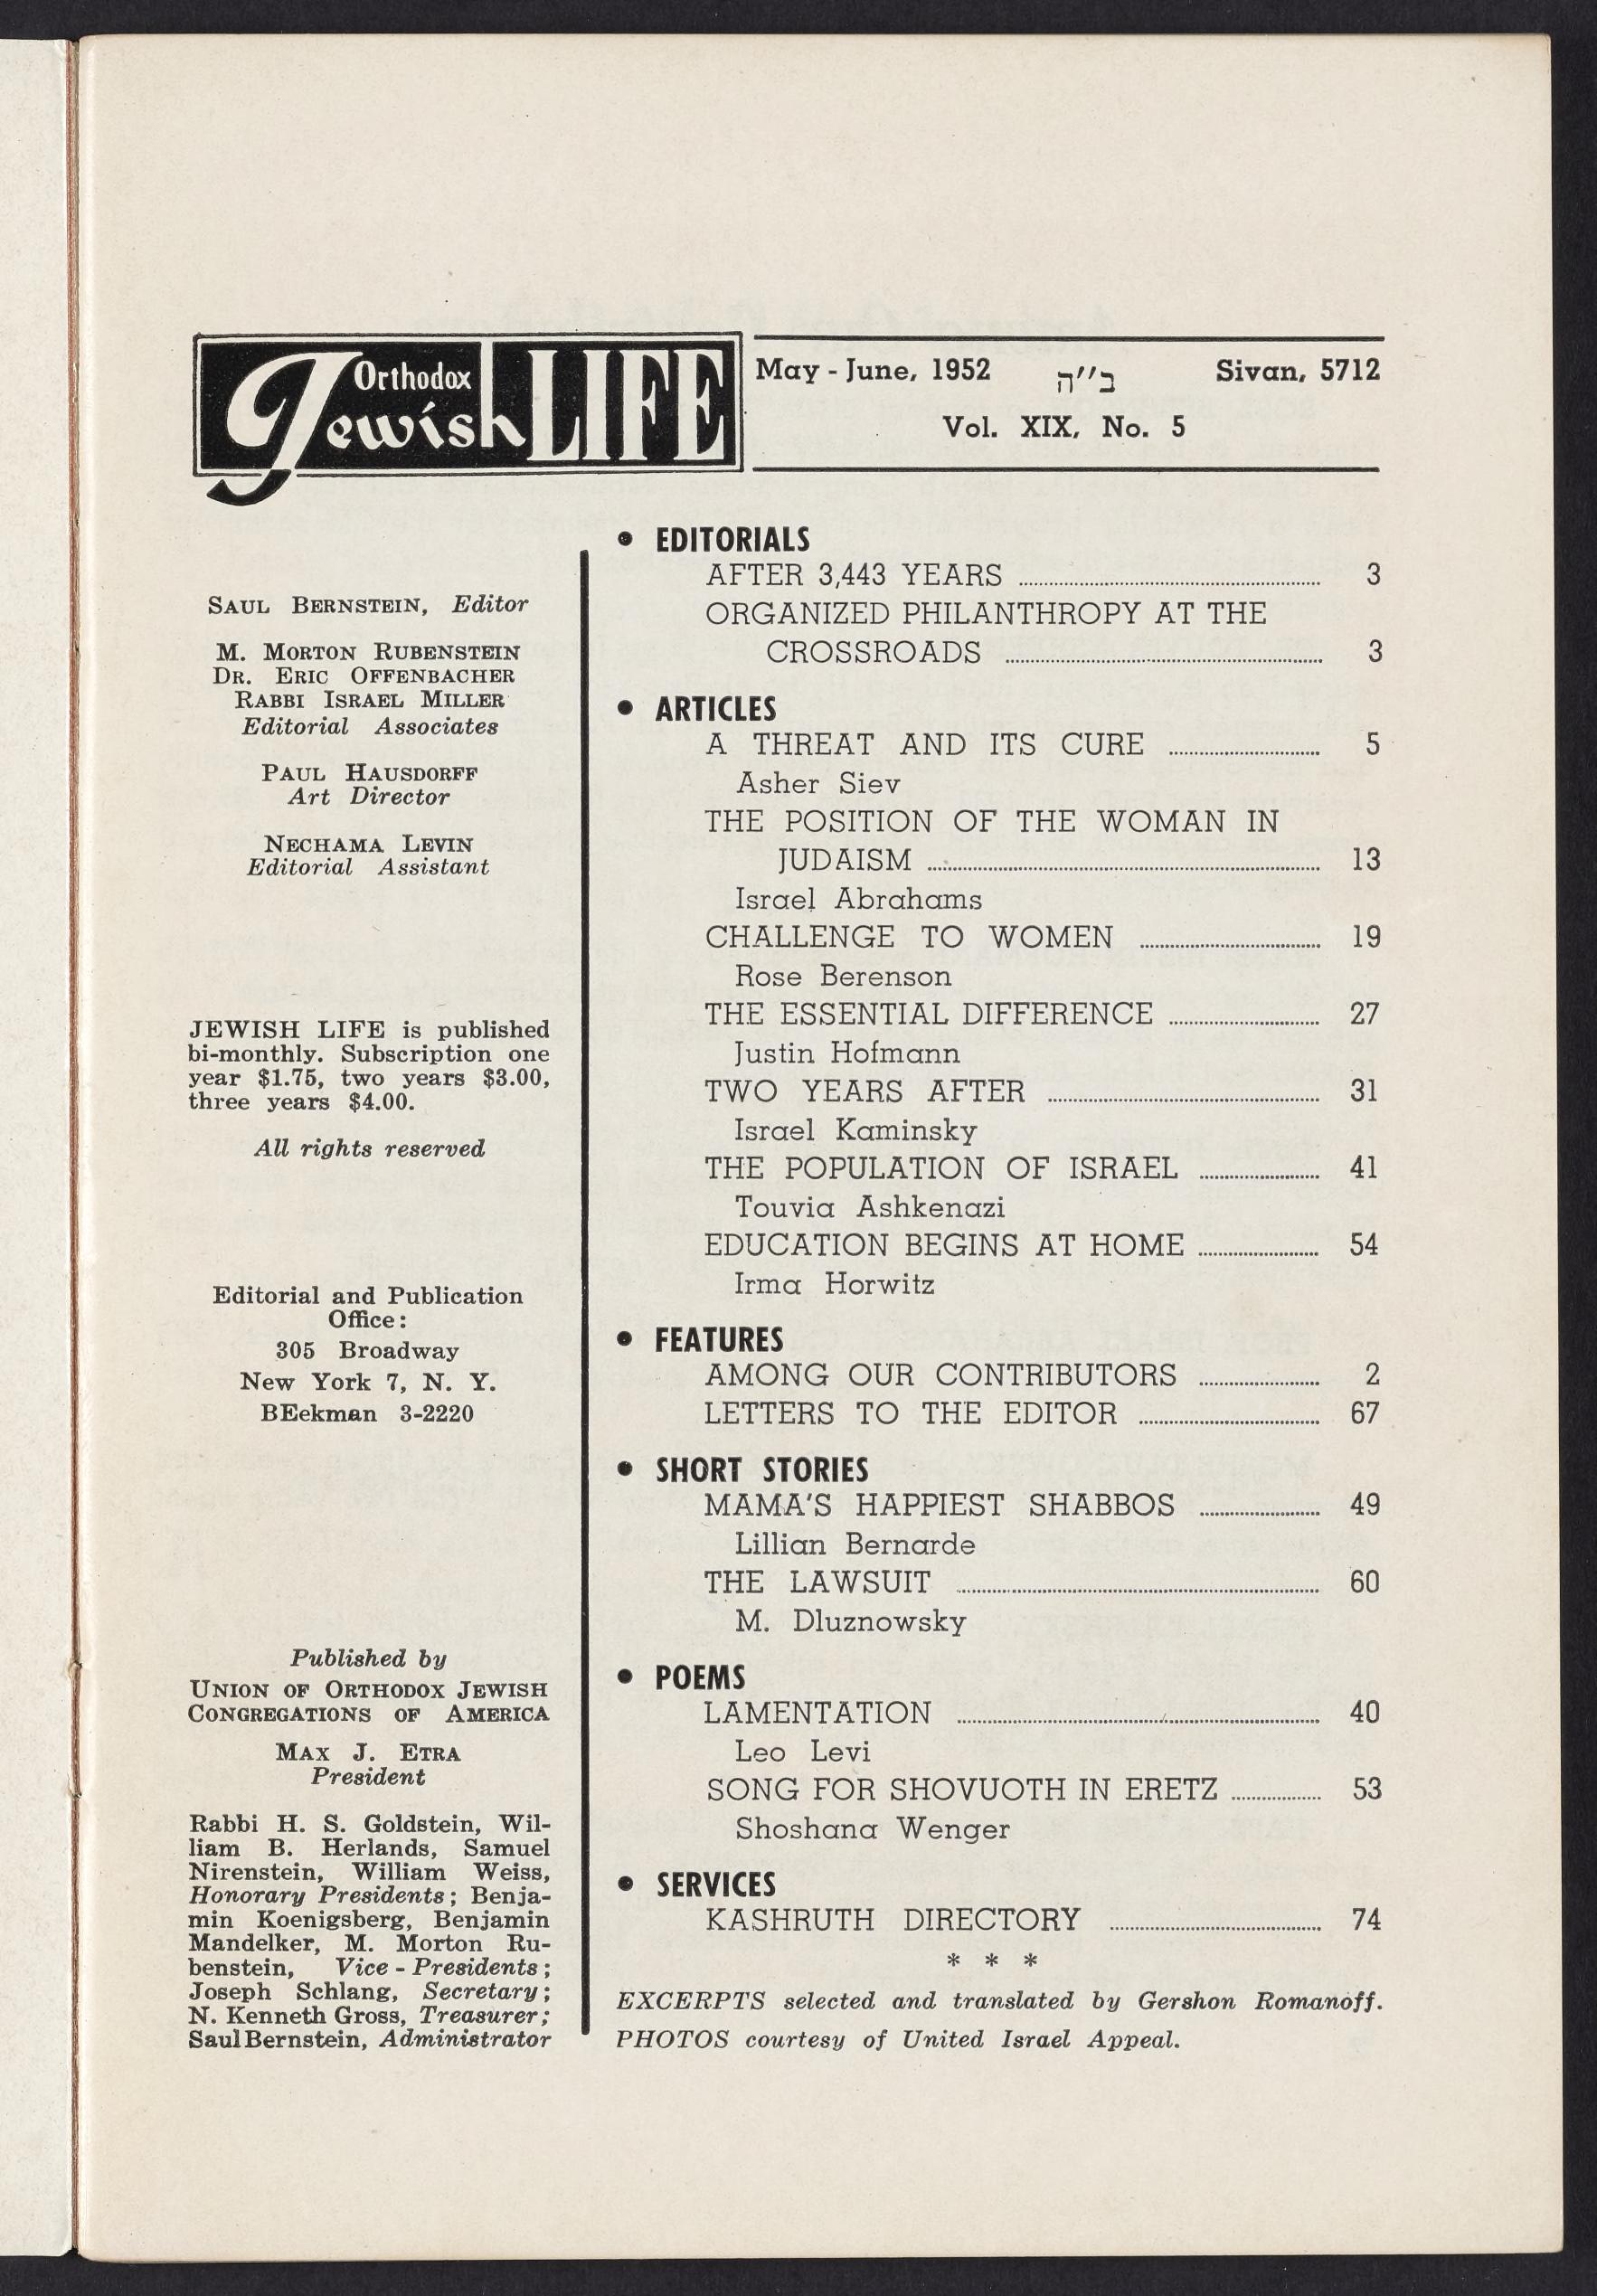 Orthodox
Jewish LIFE
May - June, 1952 ב"ה Sivan, 5712
Vol. XIX, No. 5
SAUL BERNSTEIN, Editor
M. MORTON RUBENSTEIN
DR. ERIC OFFENBACHER
RABBI ISRAEL MILLER
Editorial Associates
PAUL HAUSDORFF
Art Director
NECHAMA LEVIN
Editorial Assistant
JEWISH LIFE is published
bi-monthly. Subscription one
year $1.75, two years $3.00,
three years $4.00.
All rights reserved
Editorial and Publication
Office:
305 Broadway
New York 7, N. Y.
BEekman 3-2220
Published by
UNION OF ORTHODOX JEWISH
CONGREGATIONS OF AMERICA
MAX J. ETRA
President
Rabbi H. S. Goldstein, Wil-
liam B. Herlands, Samuel
Nirenstein, William Weiss,
Honorary Presidents; Benja-
min Koenigsberg, Benjamin
Mandelker, M. Morton Ru-
benstein, Vice - Presidents;
Joseph Schlang, Secretary;
N. Kenneth Gross, Treasurer;
Saul Bernstein, Administrator
• EDITORIALS
AFTER 3,443 YEARS ........ 3
ORGANIZED PHILANTHROPY AT THE
CROSSROADS ........ 3
• ARTICLES
A THREAT AND ITS CURE ........ 5
Asher Siev
THE POSITION OF THE WOMAN IN
JUDAISM ........ 13
Israel Abrahams
CHALLENGE TO WOMEN ........ 19
Rose Berenson
THE ESSENTIAL DIFFERENCE ........ 27
Justin Hofmann
TWO YEARS AFTER ........ 31
Israel Kaminsky
THE POPULATION OF ISRAEL ........ 41
Touvia Ashkenazi
EDUCATION BEGINS AT HOME ........ 54
Irma Horwitz
• FEATURES
AMONG OUR CONTRIBUTORS ........ 2
LETTERS TO THE EDITOR ........ 67
• SHORT STORIES
MAMA'S HAPPIEST SHABBOS ........ 49
Lillian Bernarde
THE LAWSUIT ........ 60
M. Dluznowsky
• POEMS
LAMENTATION ........ 40
Leo Levi
SONG FOR SHOVUOTH IN ERETZ ........ 53
Shoshana Wenger
• SERVICES
KASHRUTH DIRECTORY ........ 74
* * *
EXCERPTS selected and translated by Gershon Romanoff.
PHOTOS courtesy of United Israel Appeal.